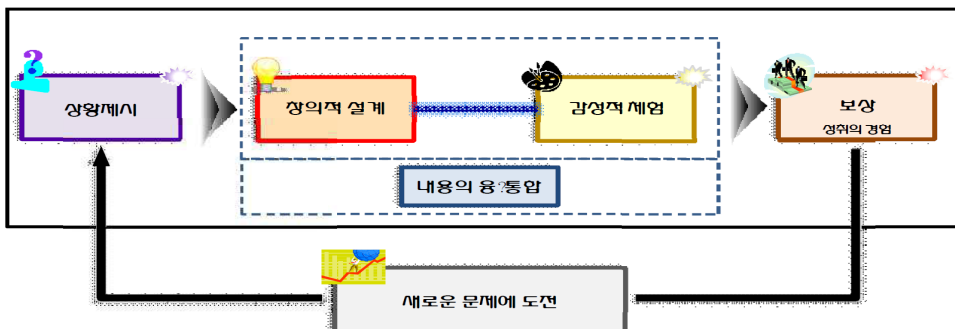 상황제시
창의적 설계
감성적 체험
보상
성취의 경험
내용의 융?통합
새로운 문제에 도전